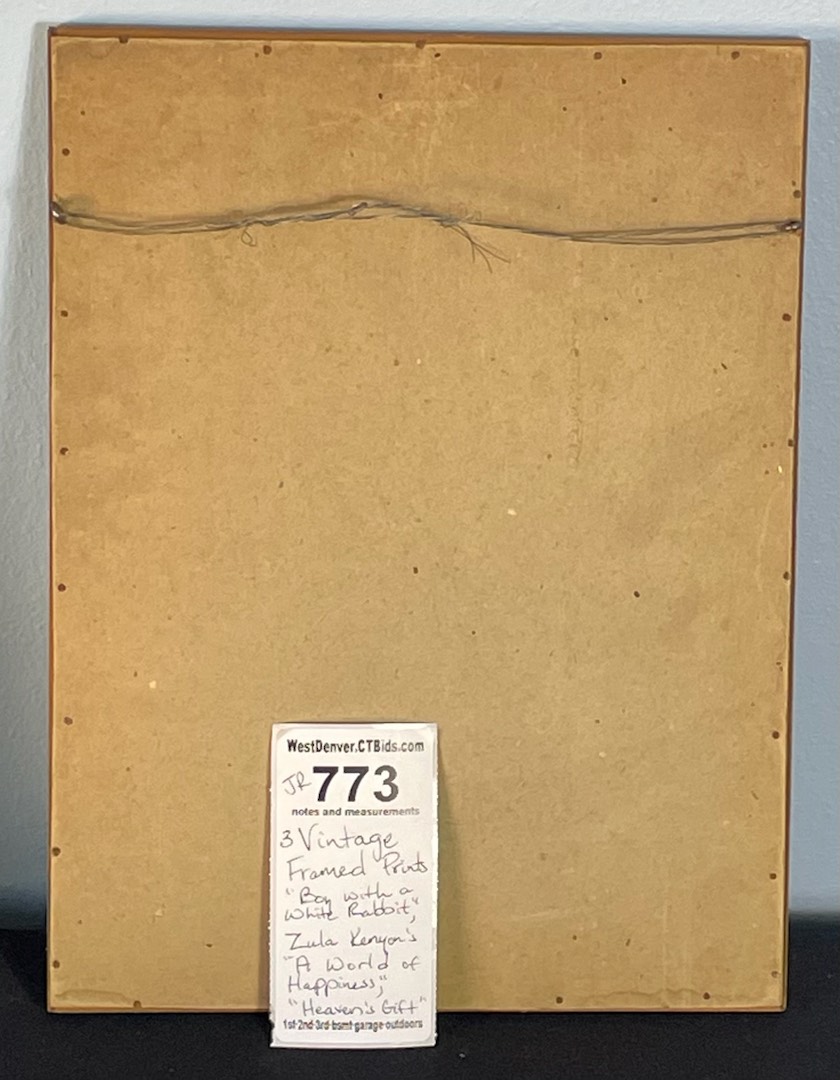 WestDenver.CTBids.com
JR 773
notes and measurements
3 Vintage
Framed Prints
"Boy with a
White Rabbit",
Zula Kenyon's
"A World of
Happiness,"
"Heaven's Gift"
1st-2nd-3rd-bsmt-garage-outdoors